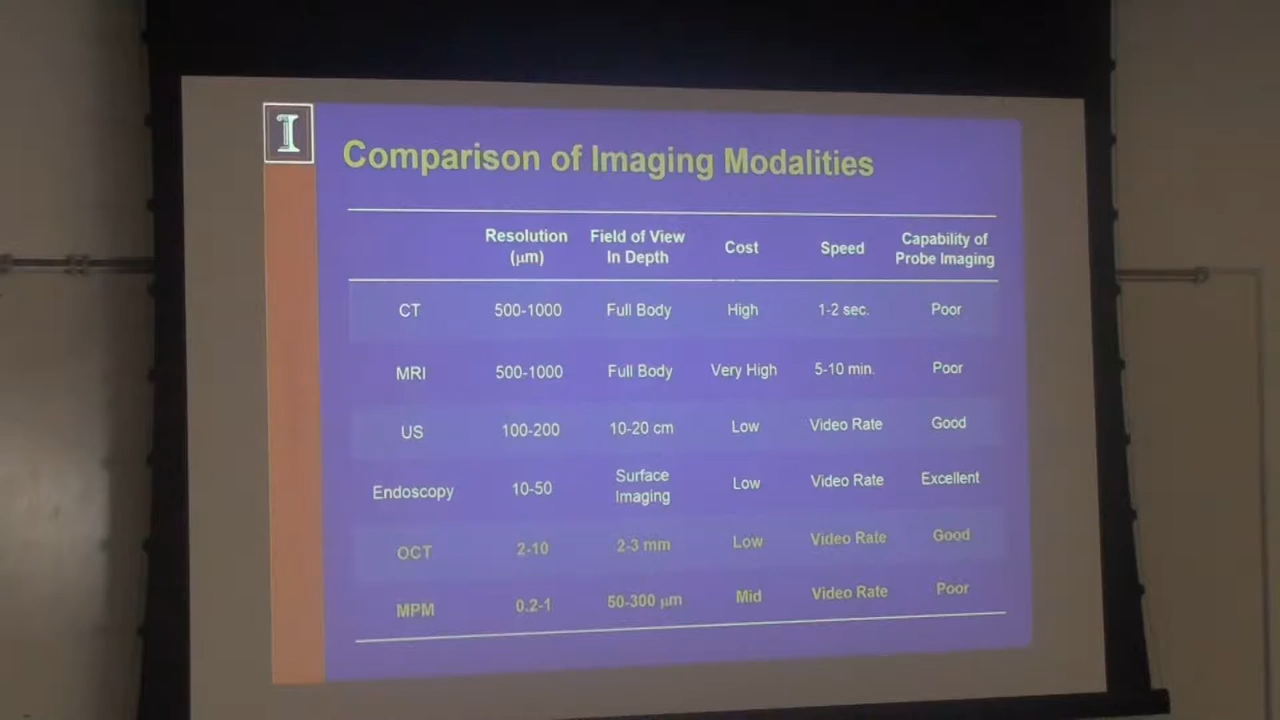 I
Comparison of Imaging Modalities
Resolution (μm) Field of View In Depth Cost Speed Capability of Probe Imaging
CT 500-1000 Full Body High 1-2 sec. Poor
MRI 500-1000 Full Body Very High 5-10 min. Poor
US 100-200 10-20 cm Low Video Rate Good
Endoscopy 10-50 Surface Imaging Low Video Rate Excellent
OCT 2-10 2-3 mm Low Video Rate Good
MPM 0.2-1 50-300 μm Mid Video Rate Poor